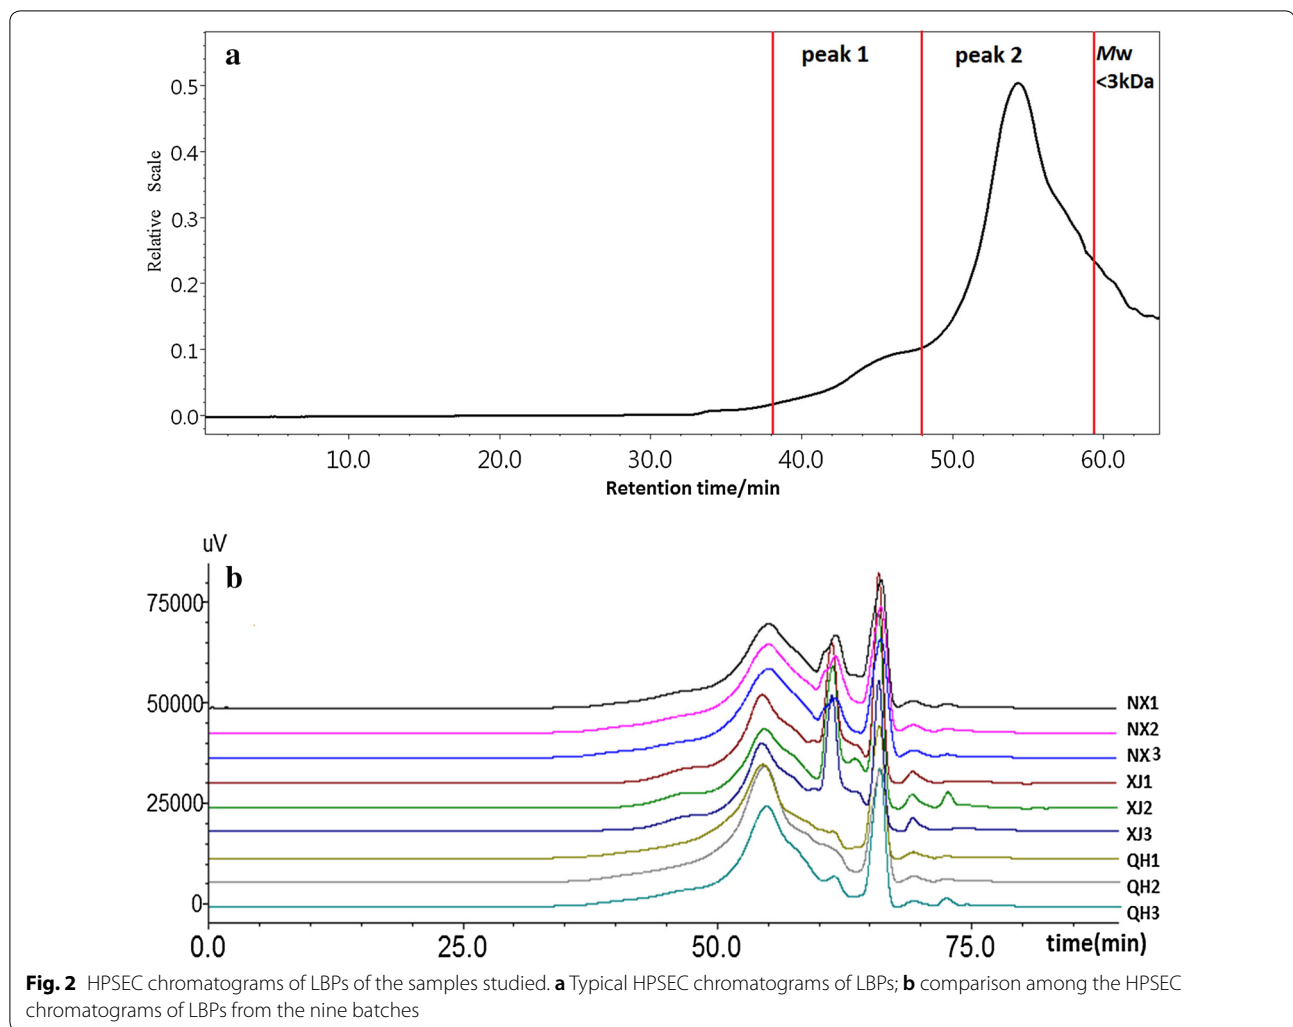 a
peak 1
peak 2
Mw
<3kDa
0.5
0.4
0.3
0.2
0.1
0.0
Relative Scale
10.0 20.0 30.0 40.0 50.0 60.0
Retention time/min
uV
b
75000
50000
25000
0
NX1
NX2
NX3
XJ1
XJ2
XJ3
QH1
QH2
QH3
0.0 25.0 50.0 75.0 time(min)
Fig. 2 HPSEC chromatograms of LBPs of the samples studied. a Typical HPSEC chromatograms of LBPs; b comparison among the HPSEC
chromatograms of LBPs from the nine batches